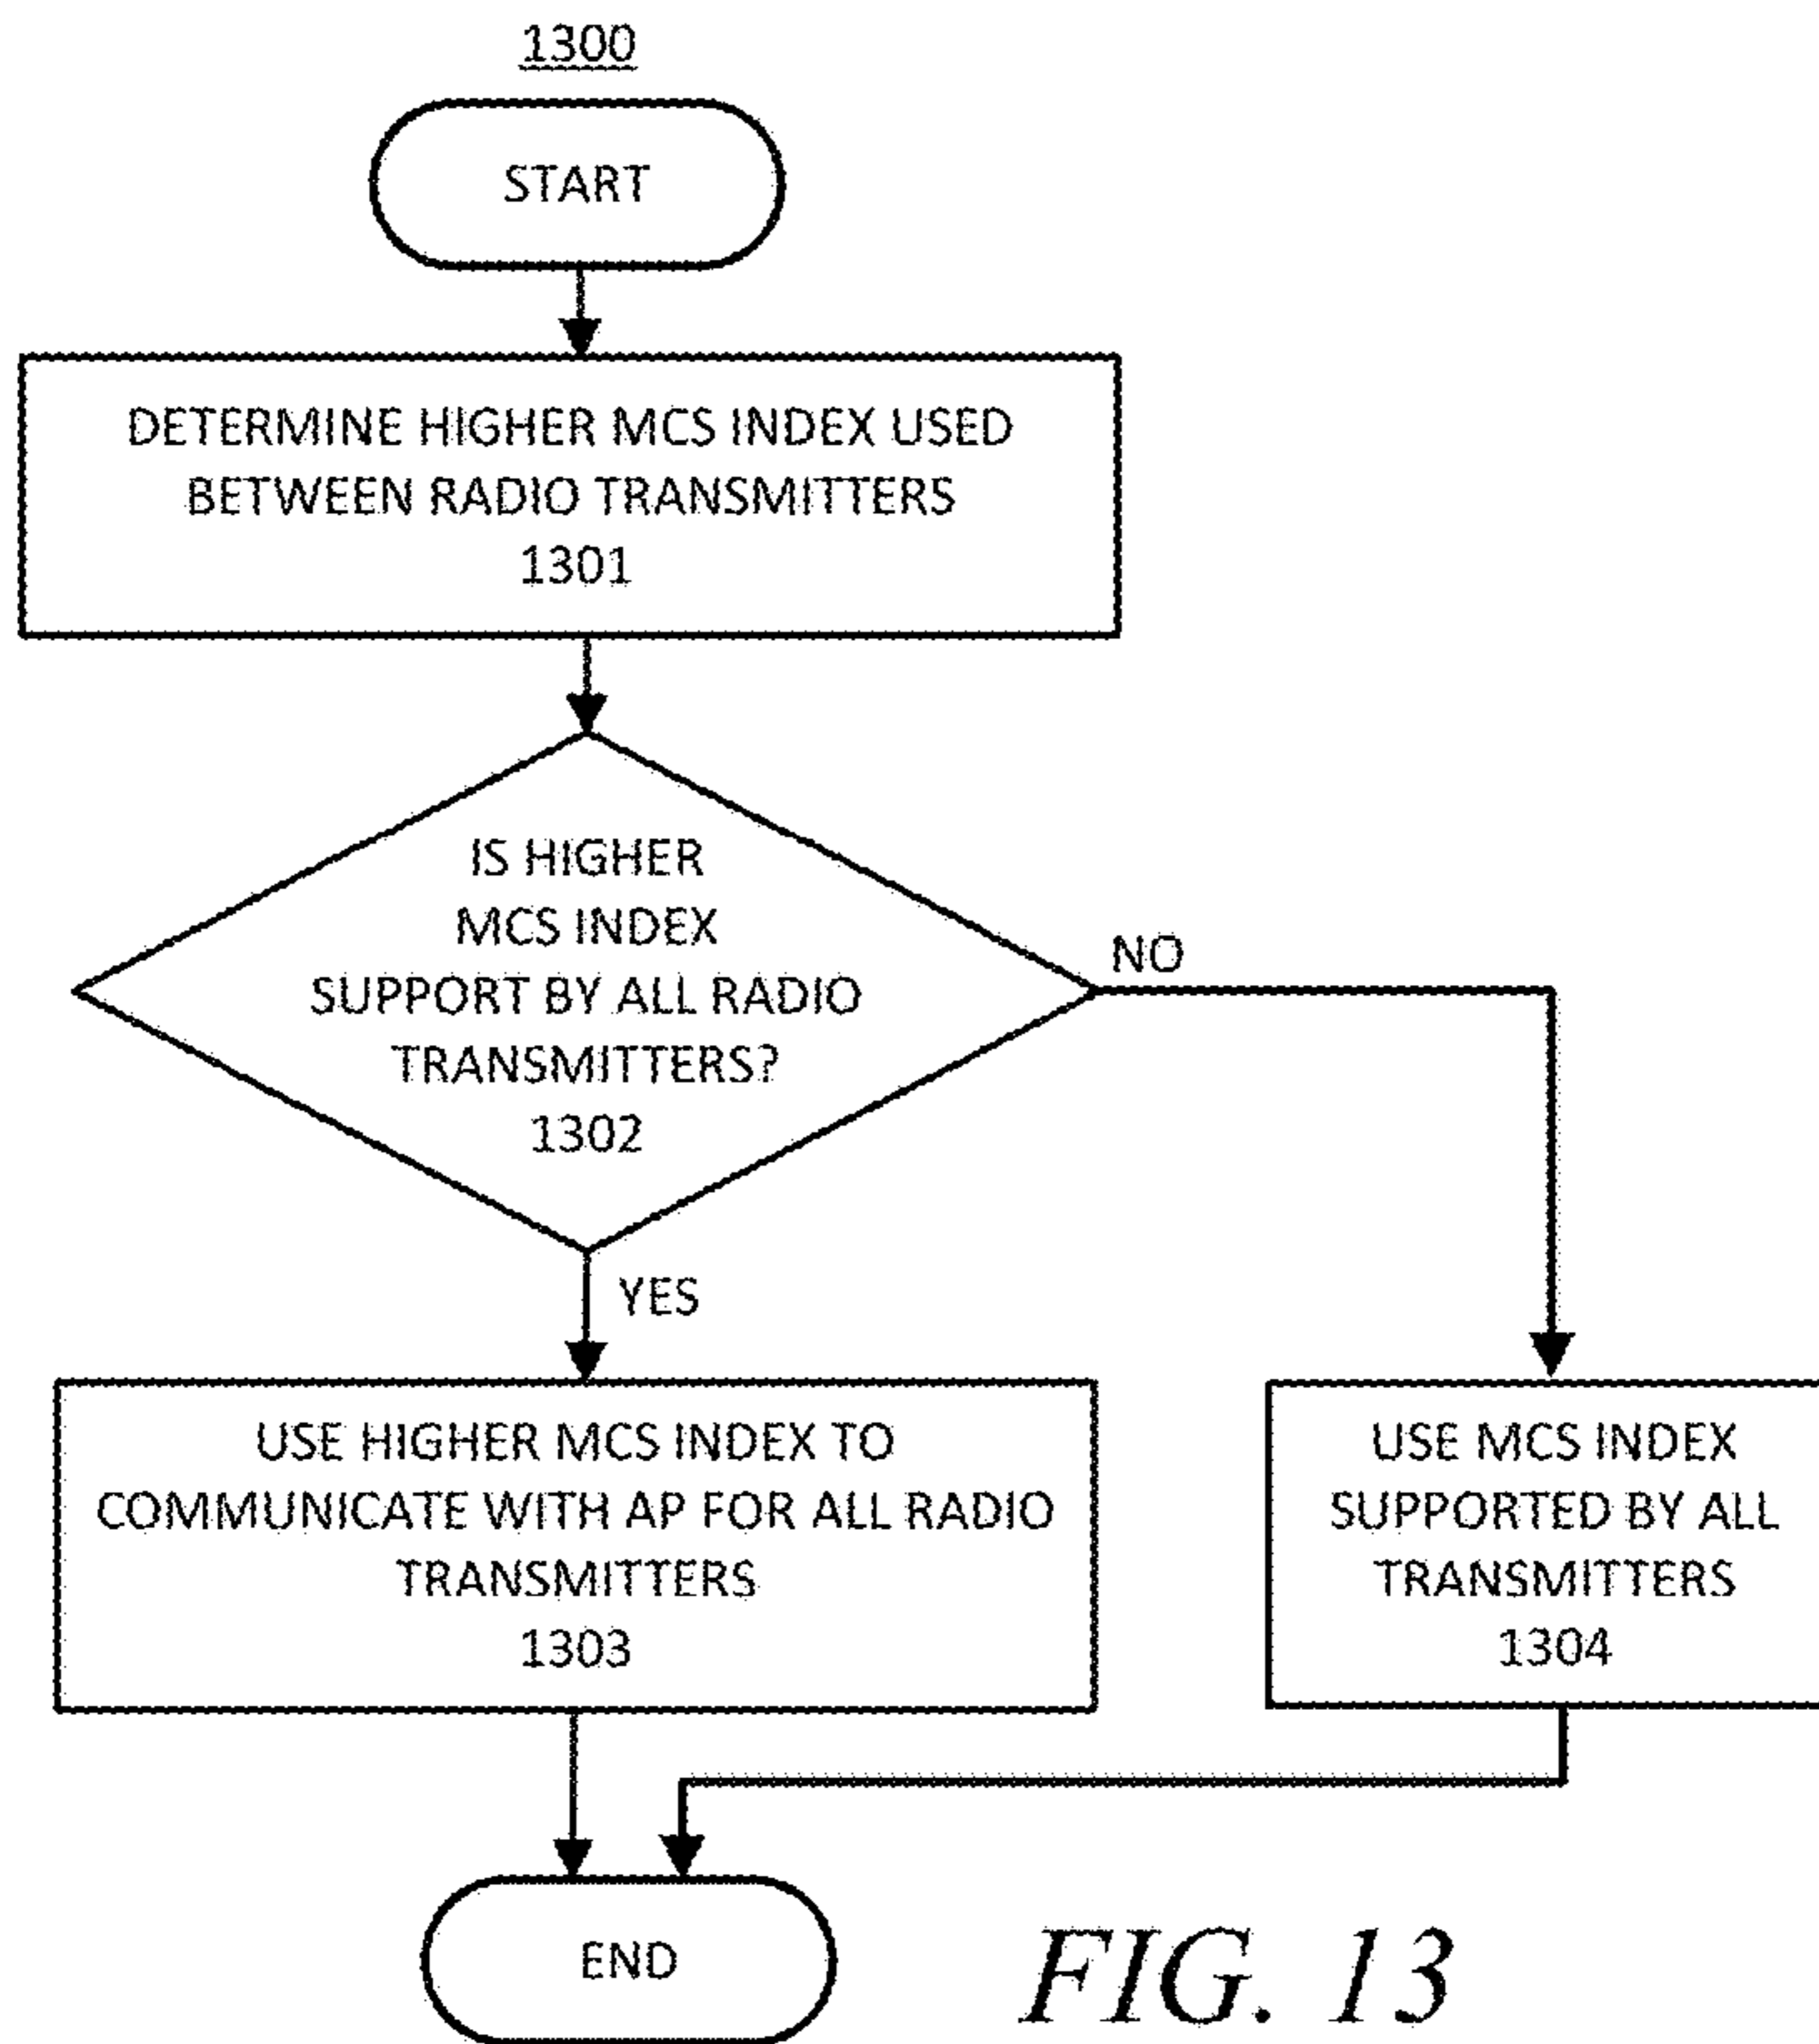 1300
START
DETERMINE HIGHER MCS INDEX USED
BETWEEN RADIO TRANSMITTERS
1301
IS HIGHER
MCS INDEX
SUPPORT BY ALL RADIO
TRANSMITTERS?
1302
NO
YES
USE HIGHER MCS INDEX TO
COMMUNICATE WITH AP FOR ALL RADIO
TRANSMITTERS
1303
USE MCS INDEX
SUPPORTED BY ALL
TRANSMITTERS
1304
END
FIG. 13